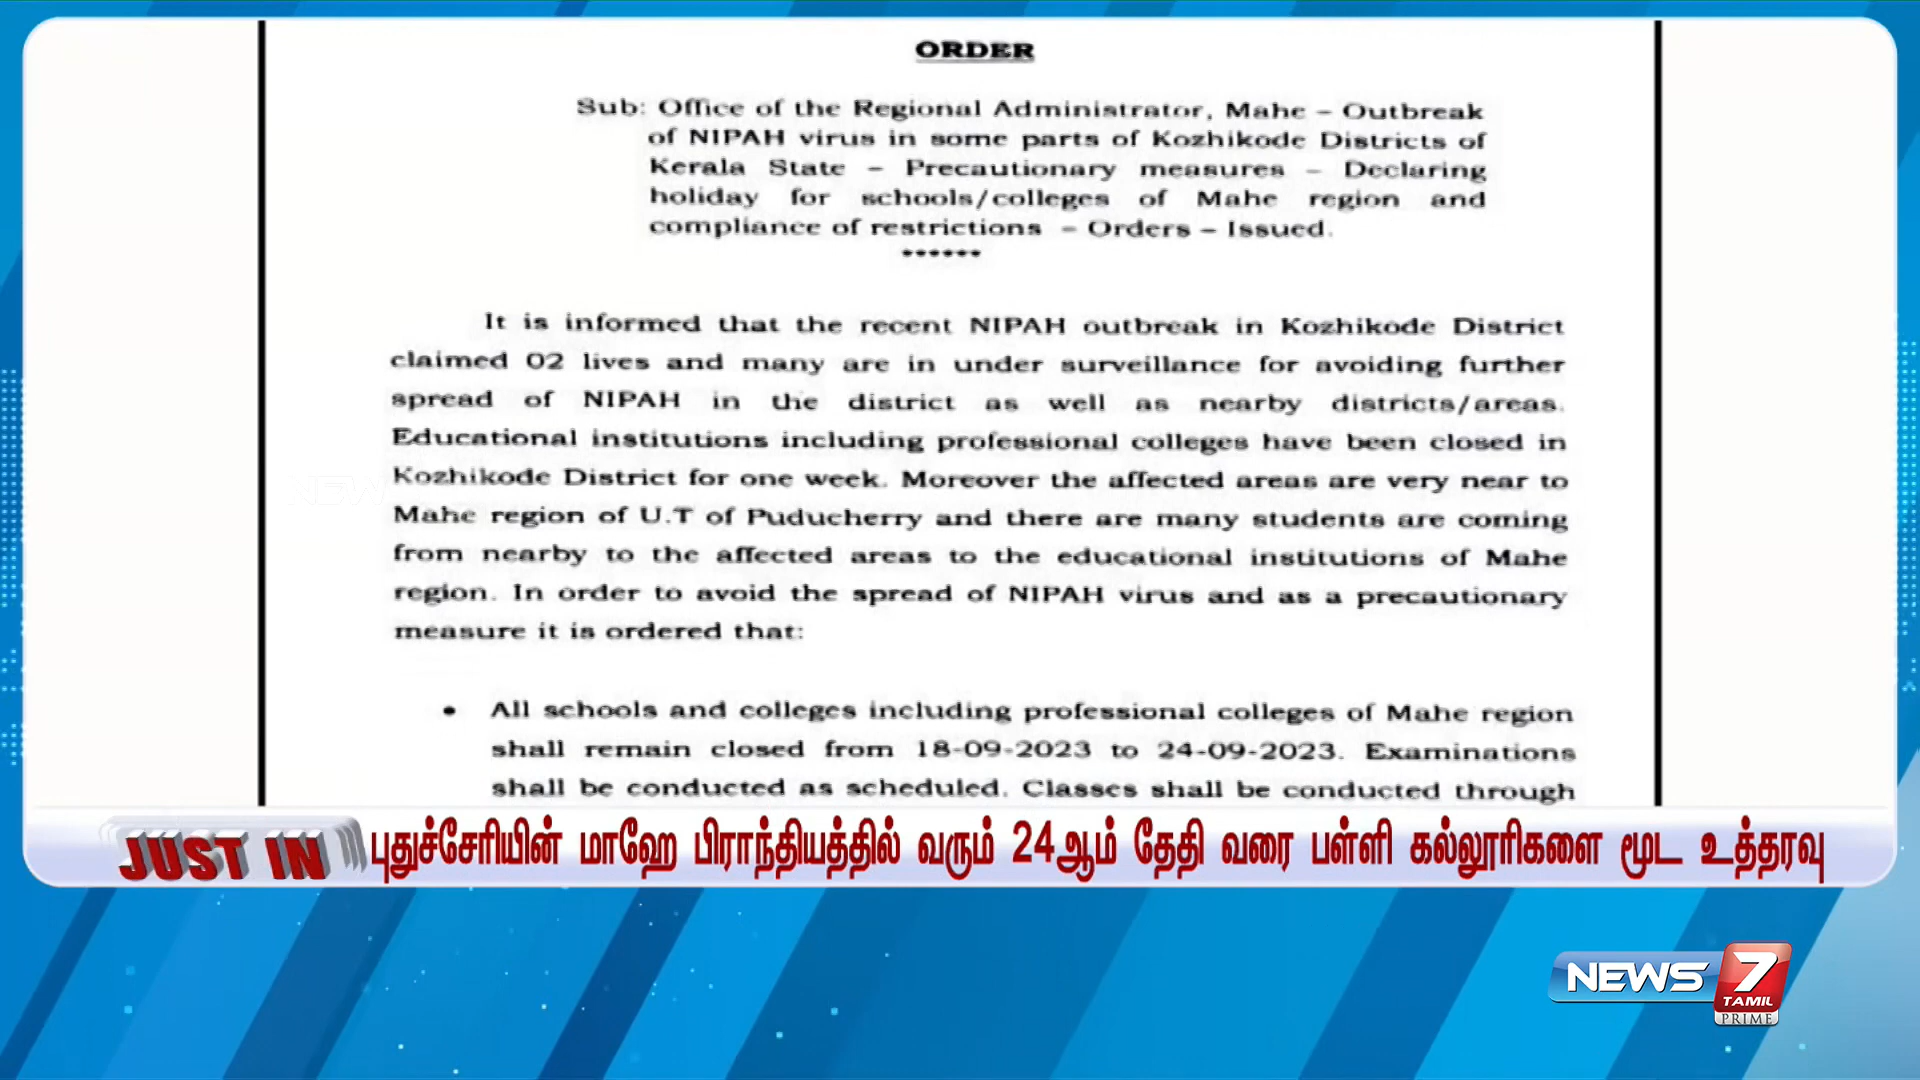 ORDER
Sub: Office of the Regional Administrator, Mahe – Outbreak
of NIPAH virus in some parts of Kozhikode Districts of
Kerala State – Precautionary measures – Declaring
holiday for schools/colleges of Mahe region and
compliance of restrictions – Orders – Issued.
******
It is informed that the recent NIPAH outbreak in Kozhikode District
claimed 02 lives and many are in under surveillance for avoiding further
spread of NIPAH in the district as well as nearby districts/areas.
Educational institutions including professional colleges have been closed in
Kozhikode District for one week. Moreover the affected areas are very near to
Mahe region of U.T of Puducherry and there are many students are coming
from nearby to the affected areas to the educational institutions of Mahe
region. In order to avoid the spread of NIPAH virus and as a precautionary
measure it is ordered that:
• All schools and colleges including professional colleges of Mahe region
shall remain closed from 18-09-2023 to 24-09-2023. Examinations
shall be conducted as scheduled. Classes shall be conducted through
JUST IN புதுச்சேரியின் மாஹே பிராந்தியத்தில் வரும் 24ஆம் தேதி வரை பள்ளி கல்லூரிகளை மூட உத்தரவு
NEWS 7
TAMIL
PRIME